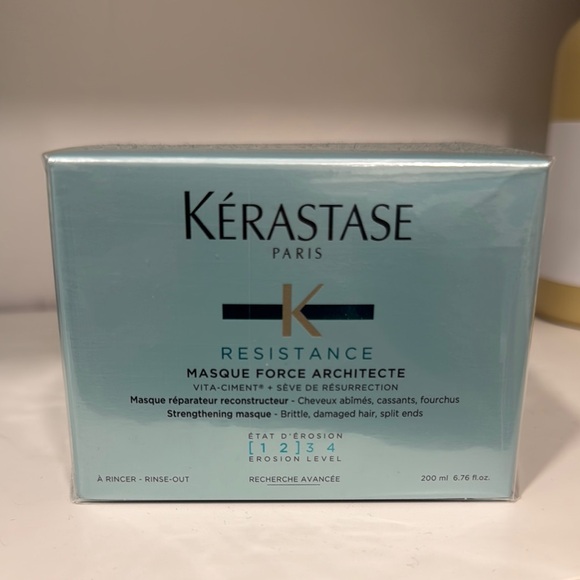 KÉRASTASE
PARIS
K
RESISTANCE
MASQUE FORCE ARCHITECTE
VITA-CIMENT® + SÈVE DE RÉSURRECTION
Masque réparateur reconstructeur - Cheveux abîmés, cassants, fourchus
Strengthening masque - Brittle, damaged hair, split ends
ÉTAT D'ÉROSION
[1 2]3 4
EROSION LEVEL
À RINCER - RINSE-OUT RECHERCHE AVANCÉE 200 ml 6.76 fl.oz.